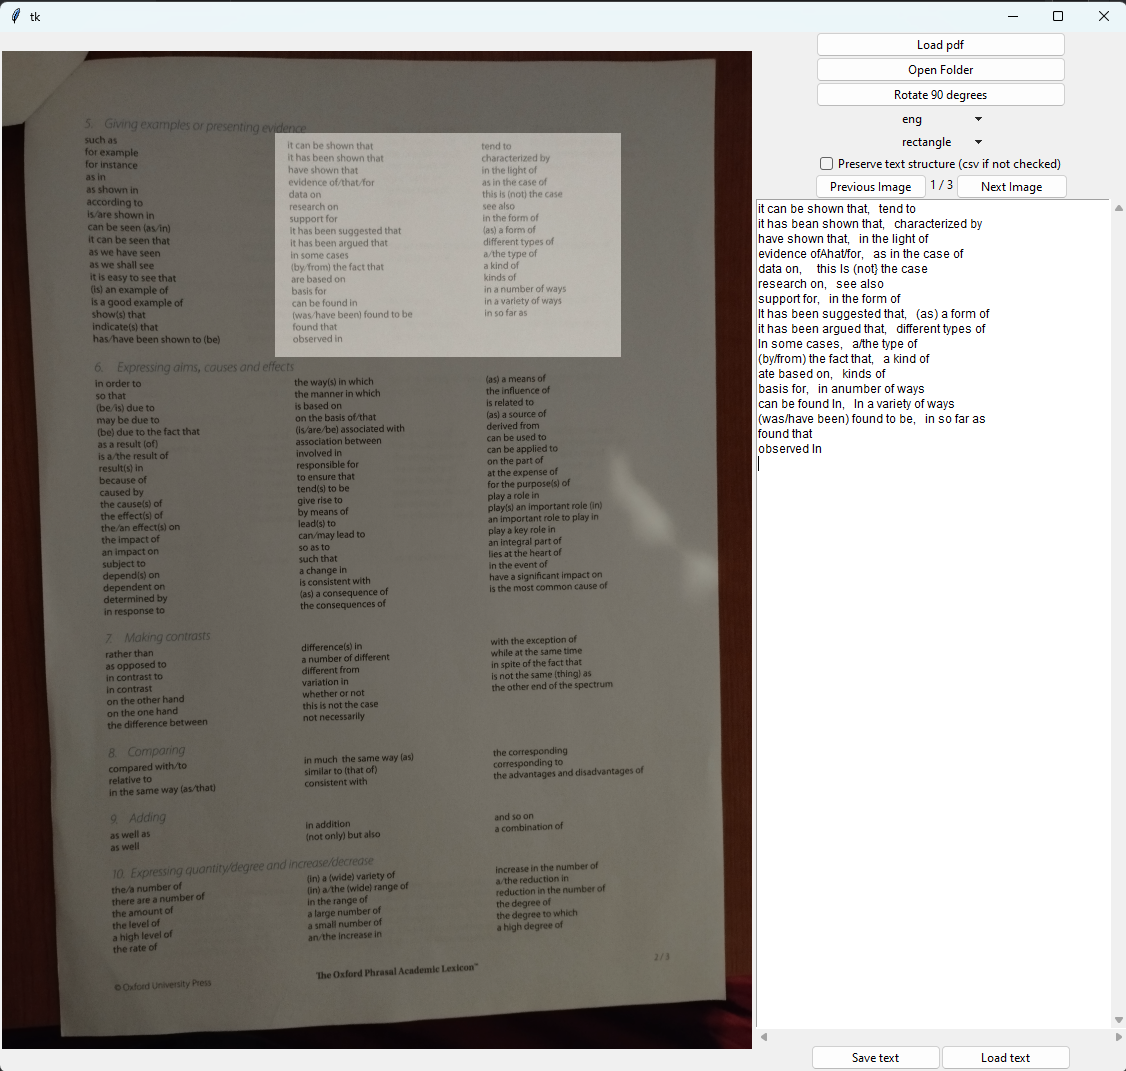 tk
Load pdf
Open Folder
Rotate 90 degrees
eng
rectangle
Preserve text structure (csv if not checked)
Previous Image
1 / 3
Next Image
5. Giving examples or presenting evidence
such as
for example
for instance
as in
as shown in
according to
is/are shown in
can be seen (as/in)
it can be seen that
as we have seen
as we shall see
it is easy to see that
(is) an example of
is a good example of
show(s) that
indicate(s) that
has/have been shown to (be)
it can be shown that
it has been shown that
have shown that
evidence of/that/for
data on
research on
support for
it has been suggested that
it has been argued that
in some cases
(by/from) the fact that
are based on
basis for
can be found in
(was/have been) found to be
found that
observed in
tend to
characterized by
in the light of
as in the case of
this is (not) the case
see also
in the form of
(as) a form of
different types of
a/the type of
a kind of
kinds of
in a number of ways
in a variety of ways
in so far as
6. Expressing aims, causes and effects
in order to
so that
(be/is) due to
may be due to
(be) due to the fact that
as a result (of)
is a/the result of
result(s) in
because of
caused by
the cause(s) of
the effect(s) of
the/an effect(s) on
the impact of
an impact on
subject to
depend(s) on
dependent on
determined by
in response to
the way(s) in which
the manner in which
is based on
on the basis of/that
(is/are/be) associated with
association between
involved in
responsible for
to ensure that
tend(s) to be
give rise to
by means of
lead(s) to
can/may lead to
so as to
such that
a change in
is consistent with
(as) a consequence of
the consequences of
(as) a means of
the influence of
is related to
(as) a source of
derived from
can be used to
can be applied to
on the part of
at the expense of
for the purpose(s) of
play a role in
play(s) an important role (in)
an important role to play in
play a key role in
an integral part of
lies at the heart of
in the event of
have a significant impact on
is the most common cause of
7. Making contrasts
rather than
as opposed to
in contrast to
in contrast
on the other hand
on the one hand
the difference between
difference(s) in
a number of different
different from
variation in
whether or not
this is not the case
not necessarily
with the exception of
while at the same time
in spite of the fact that
is not the same (thing) as
the other end of the spectrum
8. Comparing
compared with/to
relative to
in the same way (as/that)
in much the same way (as)
similar to (that of)
consistent with
the corresponding
corresponding to
the advantages and disadvantages of
9. Adding
as well as
as well
in addition
(not only) but also
and so on
a combination of
10. Expressing quantity/degree and increase/decrease
the/a number of
there are a number of
the amount of
the level of
a high level of
the rate of
(in) a (wide) variety of
(in) a/the (wide) range of
in the range of
a large number of
a small number of
an/the increase in
increase in the number of
a/the reduction in
reduction in the number of
the degree of
the degree to which
a high degree of
2 / 3
The Oxford Phrasal Academic Lexicon™
© Oxford University Press
it can be shown that, tend to
it has bean shown that, characterized by
have shown that, in the light of
evidence ofAhat/for, as in the case of
data on, this Is (not} the case
research on, see also
support for, in the form of
It has been suggested that, (as) a form of
it has been argued that, different types of
In some cases, a/the type of
(by/from) the fact that, a kind of
ate based on, kinds of
basis for, in anumber of ways
can be found In, In a variety of ways
(was/have been) found to be, in so far as
found that
observed In
Save text
Load text